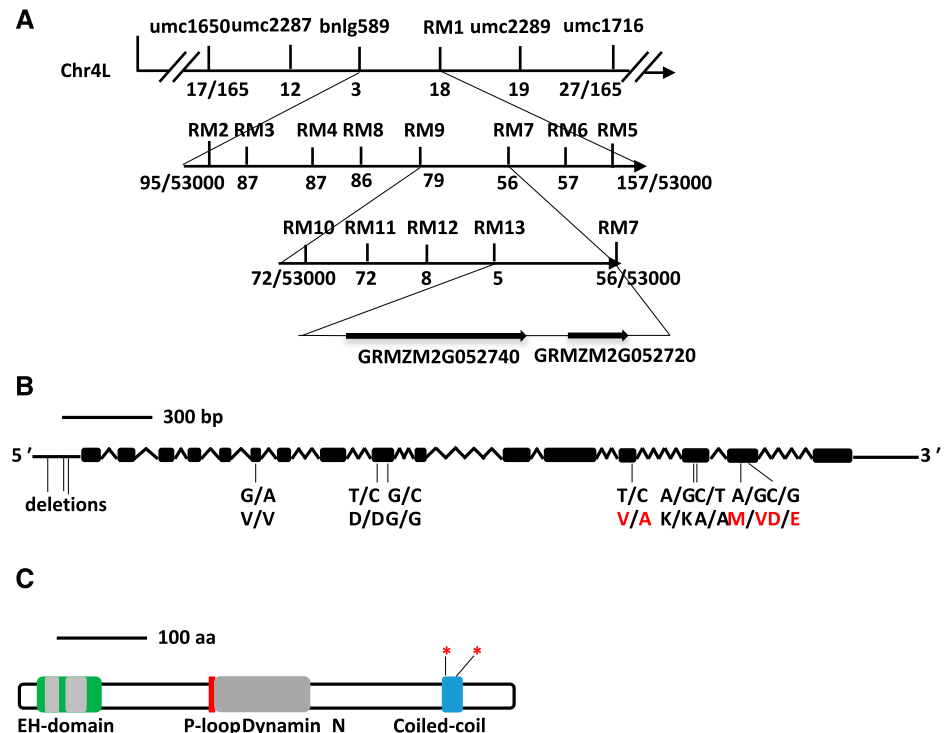 A
umc1650 umc2287 bnlg589 RM1 umc2289 umc1716
Chr4L
17/165 12 3 18 19 27/165
RM2 RM3 RM4 RM8 RM9 RM7 RM6 RM5
95/53000 87 87 86 79 56 57 157/53000
RM10 RM11 RM12 RM13 RM7
72/53000 72 8 5 56/53000
GRMZM2G052740 GRMZM2G052720
B
300 bp
5 ′ 3 ′
deletions G/A T/C G/C T/C A/G C/T A/G C/G
V/V D/D G/G V/A K/K A/A M/V D/E
C
100 aa
* *
EH-domain P-loop Dynamin N Coiled-coil